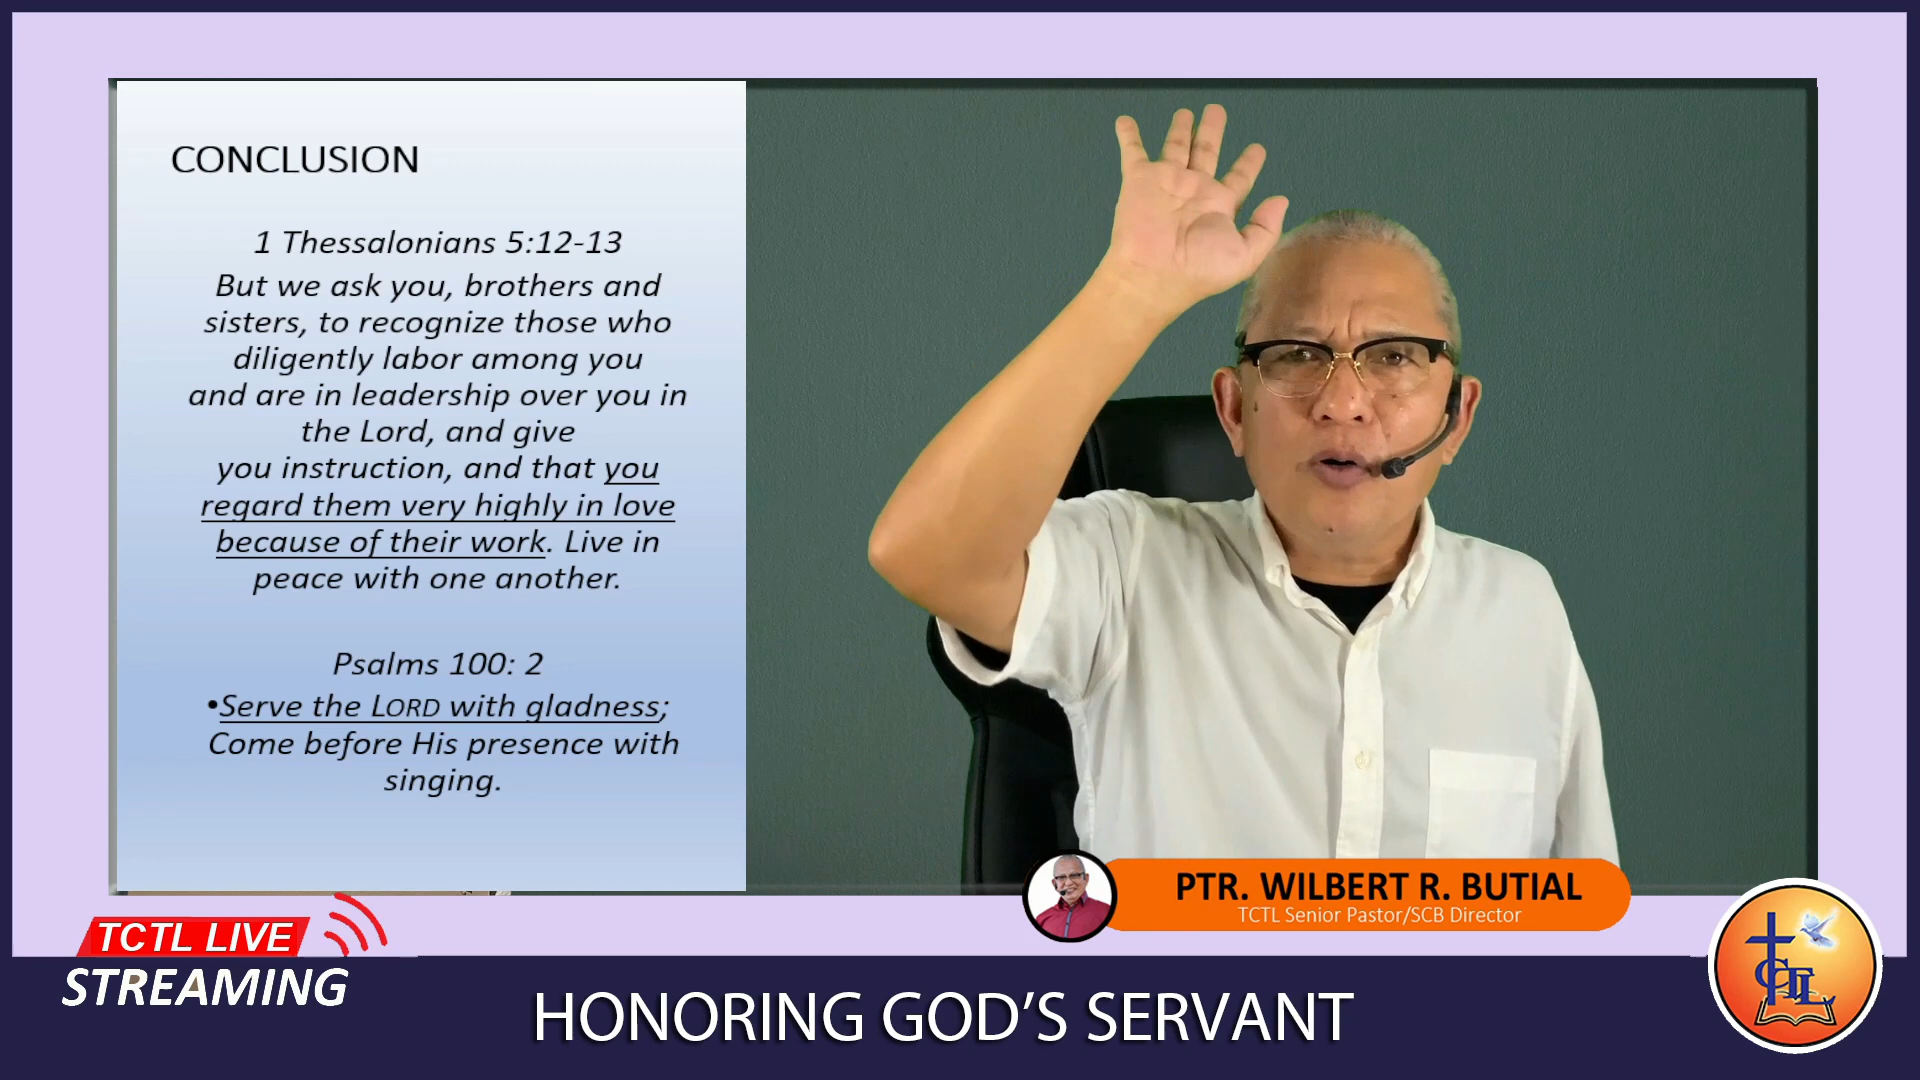 CONCLUSION
1 Thessalonians 5:12-13
But we ask you, brothers and
sisters, to recognize those who
diligently labor among you
and are in leadership over you in
the Lord, and give
you instruction, and that you
regard them very highly in love
because of their work. Live in
peace with one another.
Psalms 100: 2
•Serve the LORD with gladness;
Come before His presence with
singing.
PTR. WILBERT R. BUTIAL
TCTL Senior Pastor/SCB Director
TCTL LIVE
STREAMING
HONORING GOD'S SERVANT
TCTL